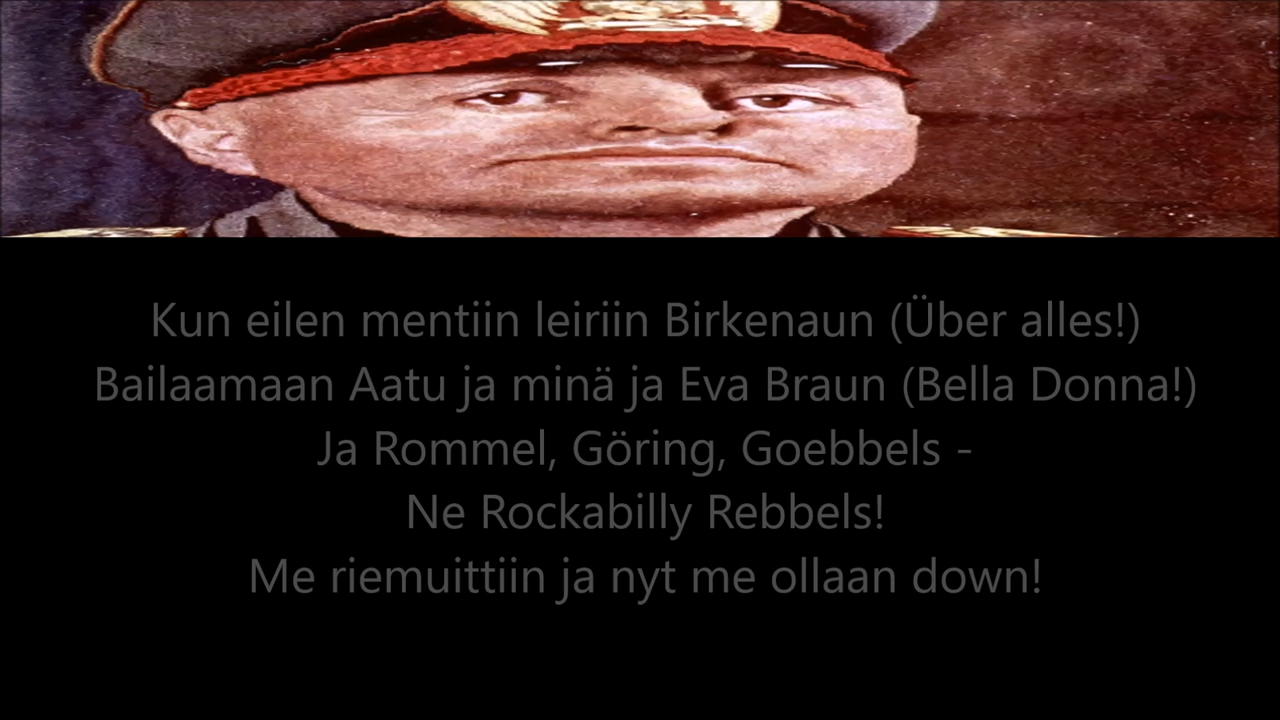 Kun eilen mentiin leiriin Birkenaun (Über alles!)
Bailaamaan Aatu ja minä ja Eva Braun (Bella Donna!)
Ja Rommel, Göring, Goebbels -
Ne Rockabilly Rebbels!
Me riemuittiin ja nyt me ollaan down!